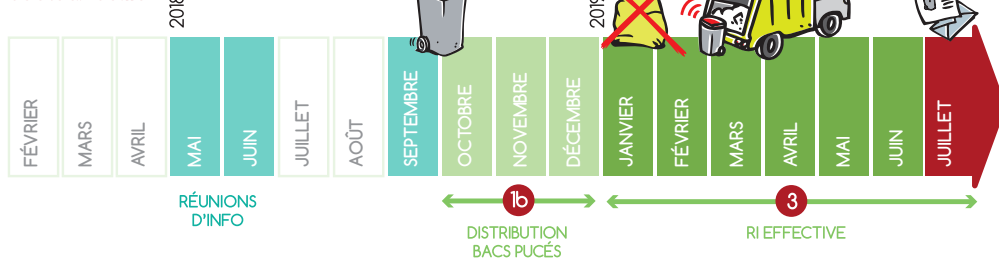 2018
2019
FÉVRIER
MARS
AVRIL
MAI
JUIN
JUILLET
AOÛT
SEPTEMBRE
OCTOBRE
NOVEMBRE
DÉCEMBRE
JANVIER
FÉVRIER
MARS
AVRIL
MAI
JUIN
JUILLET
RÉUNIONS
D'INFO
1b
DISTRIBUTION
BACS PUCÉS
3
RI EFFECTIVE